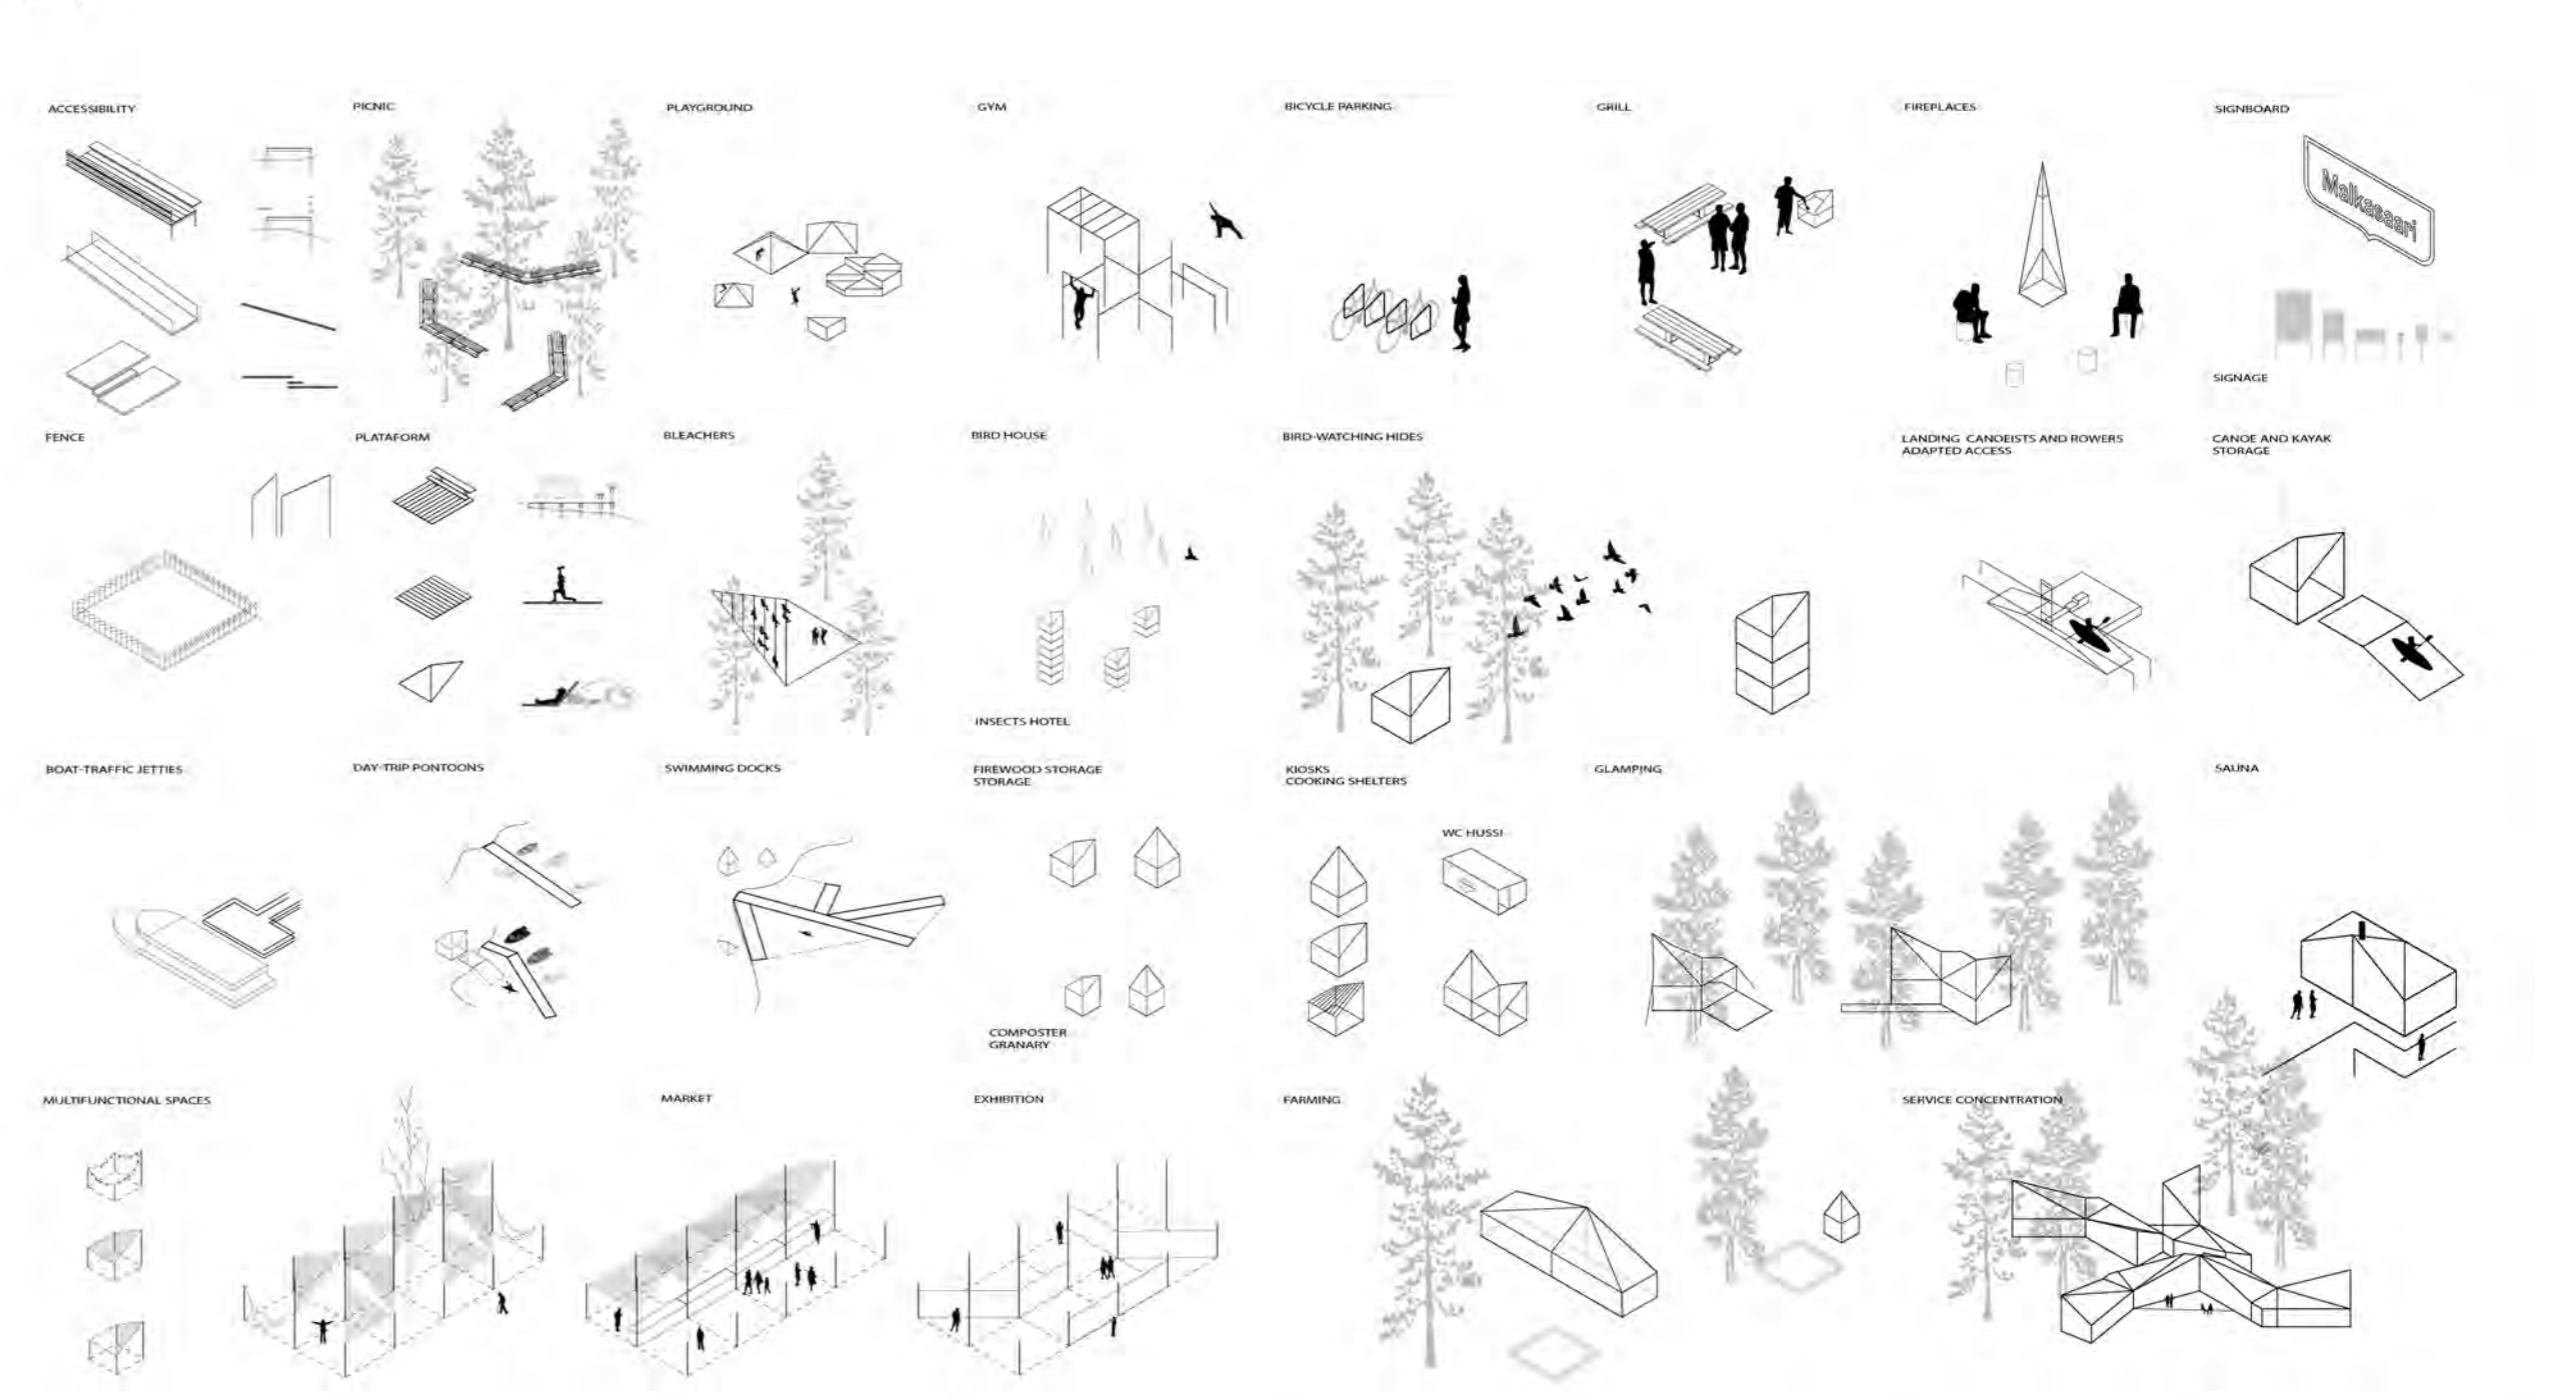 ACCESSIBILITY
PICNIC
PLAYGROUND
GYM
BICYCLE PARKING
GRILL
FIREPLACES
SIGNBOARD
Malkasaari
SIGNAGE
FENCE
PLATAFORM
BLEACHERS
BIRD HOUSE
INSECTS HOTEL
BIRD-WATCHING HIDES
LANDING CANOEISTS AND ROWERS
ADAPTED ACCESS
CANOE AND KAYAK
STORAGE
BOAT-TRAFFIC JETTIES
DAY-TRIP PONTOONS
SWIMMING DOCKS
FIREWOOD STORAGE
STORAGE
COMPOSTER
GRANARY
KIOSKS
COOKING SHELTERS
WC HUSSI
GLAMPING
SAUNA
MULTIFUNCTIONAL SPACES
MARKET
EXHIBITION
FARMING
SERVICE CONCENTRATION